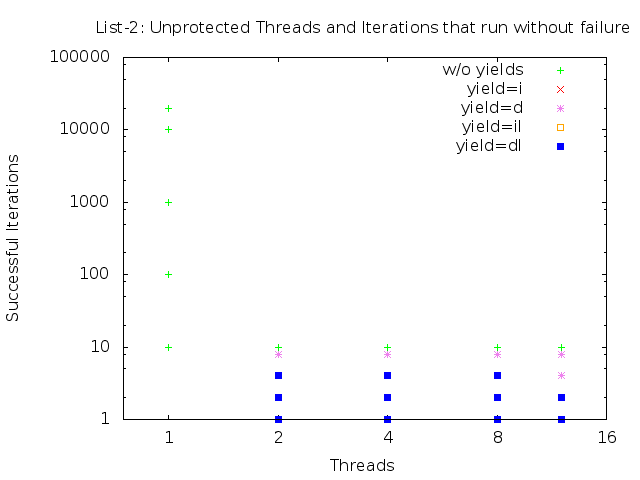 List-2: Unprotected Threads and Iterations that run without failure
100000
10000
1000
100
10
1
Successful Iterations
w/o yields
yield=i
yield=d
yield=il
yield=dl
1 2 4 8 16
Threads